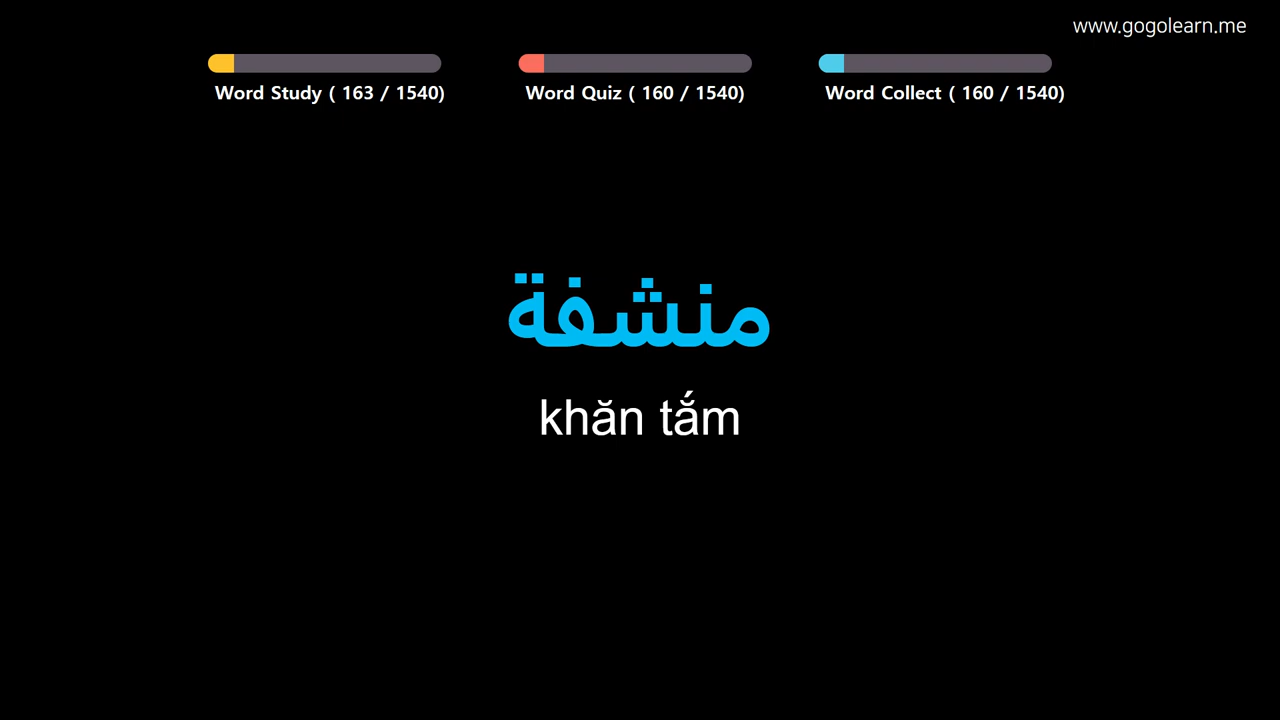 www.gogolearn.me
Word Study ( 163 / 1540)
Word Quiz ( 160 / 1540)
Word Collect ( 160 / 1540)
منشفة
khăn tắm